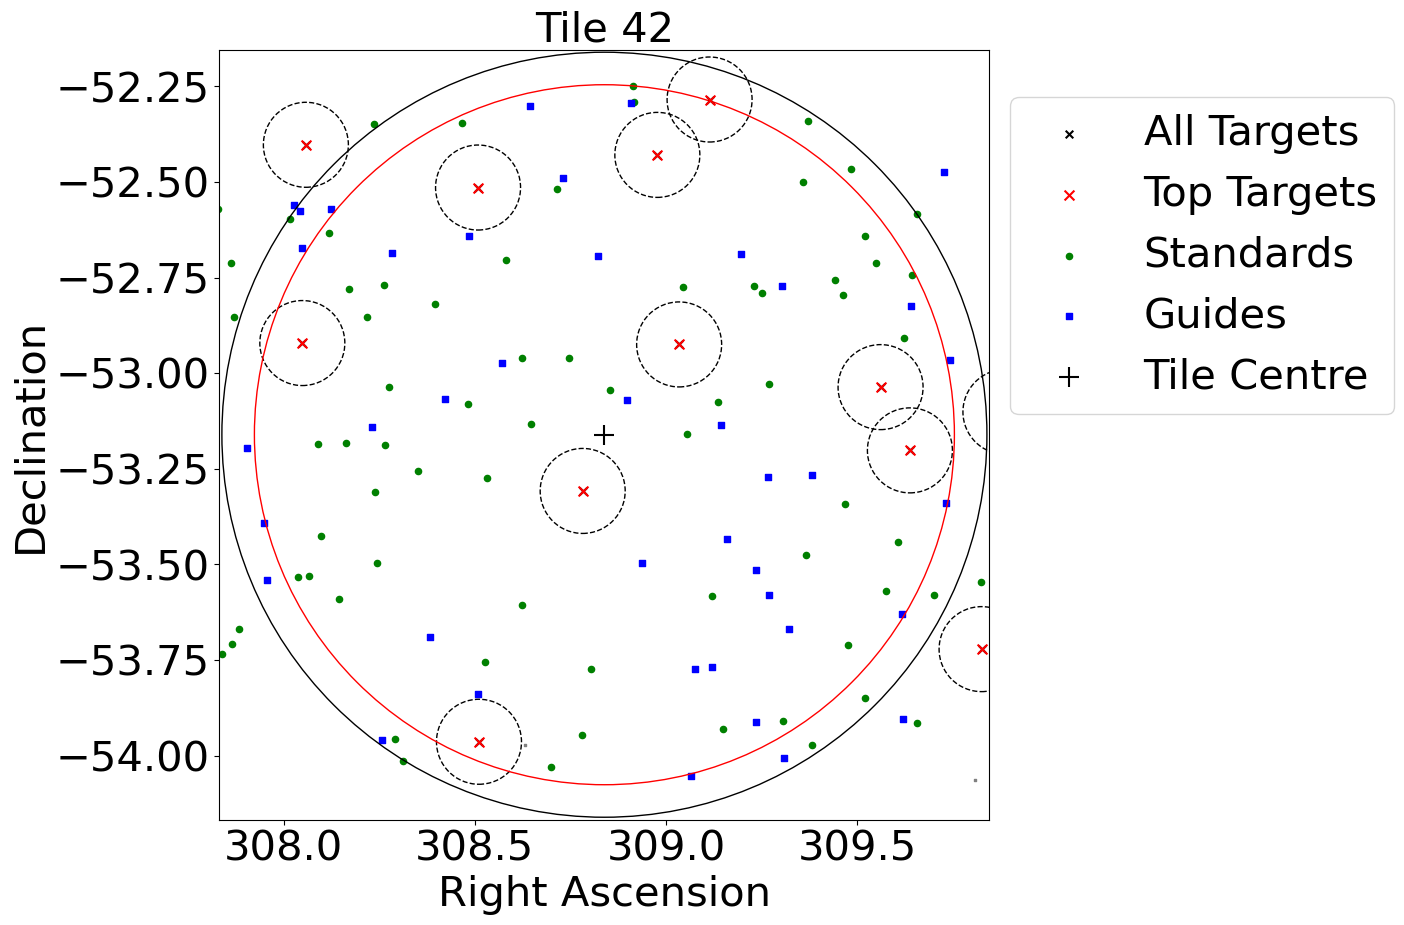 Tile 42
−52.25
−52.50
−52.75
−53.00
−53.25
−53.50
−53.75
−54.00
Declination
308.0 308.5 309.0 309.5
Right Ascension
All Targets
Top Targets
Standards
Guides
Tile Centre